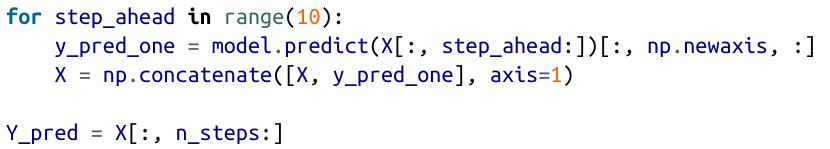 for step_ahead in range(10):
    y_pred_one = model.predict(X[:, step_ahead:])[:, np.newaxis, :]
    X = np.concatenate([X, y_pred_one], axis=1)

Y_pred = X[:, n_steps:]